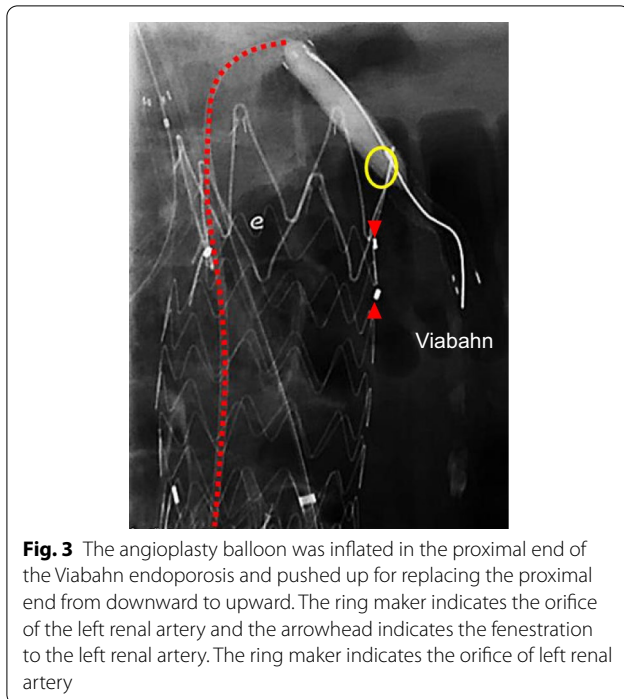 e
Viabahn
Fig. 3 The angioplasty balloon was inflated in the proximal end of
the Viabahn endoporosis and pushed up for replacing the proximal
end from downward to upward. The ring maker indicates the orifice
of the left renal artery and the arrowhead indicates the fenestration
to the left renal artery. The ring maker indicates the orifice of left renal
artery